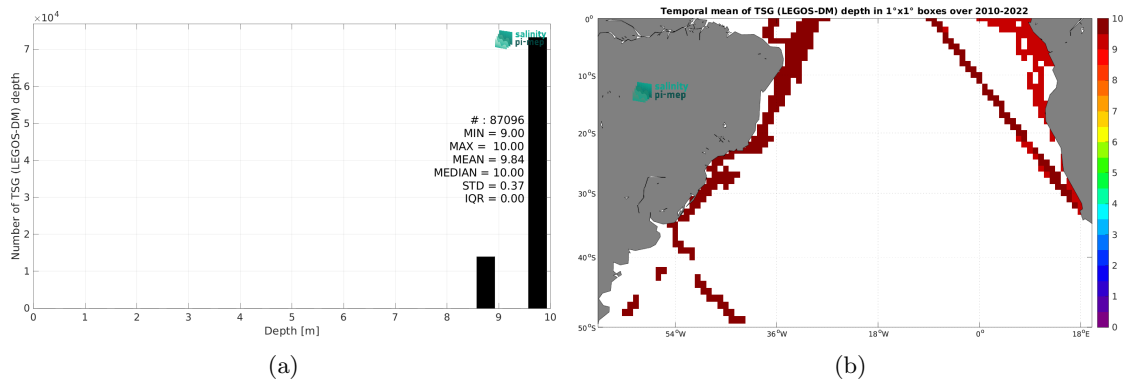 ×10⁴
7
6
5
4
3
2
1
0
Number of TSG (LEGOS-DM) depth
salinity
pi-mep
# : 87096
MIN = 9.00
MAX = 10.00
MEAN = 9.84
MEDIAN = 10.00
STD = 0.37
IQR = 0.00
0 1 2 3 4 5 6 7 8 9 10
Depth [m]
(a)
Temporal mean of TSG (LEGOS-DM) depth in 1°x1° boxes over 2010-2022
salinity
pi-mep
0°
10°S
20°S
30°S
40°S
50°S
54°W 36°W 18°W 0° 18°E
10
9
8
7
6
5
4
3
2
1
0
(b)